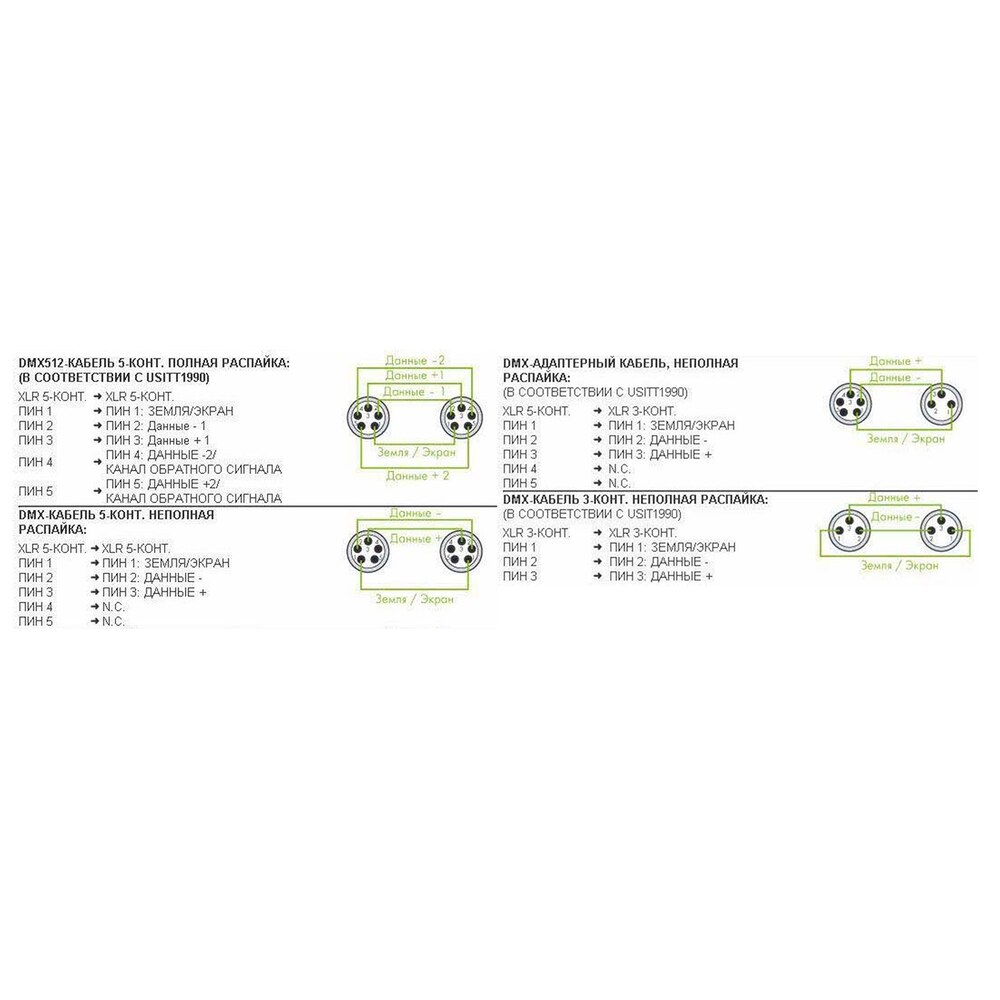 DMX512-КАБЕЛЬ 5-КОНТ. ПОЛНАЯ РАСПАЙКА:
(В СООТВЕТСТВИИ С USITT1990)
XLR 5-КОНТ. ➔ XLR 5-КОНТ.
ПИН 1 ➔ ПИН 1: ЗЕМЛЯ/ЭКРАН
ПИН 2 ➔ ПИН 2: Данные - 1
ПИН 3 ➔ ПИН 3: Данные + 1
ПИН 4 ➔ ПИН 4: ДАННЫЕ -2/
КАНАЛ ОБРАТНОГО СИГНАЛА
ПИН 5 ➔ ПИН 5: ДАННЫЕ +2/
КАНАЛ ОБРАТНОГО СИГНАЛА
Данные -2
Данные +1
Данные - 1
Земля / Экран
Данные + 2
DMX-КАБЕЛЬ 5-КОНТ. НЕПОЛНАЯ
РАСПАЙКА:
XLR 5-КОНТ. ➔ XLR 5-КОНТ.
ПИН 1 ➔ ПИН 1: ЗЕМЛЯ/ЭКРАН
ПИН 2 ➔ ПИН 2: ДАННЫЕ -
ПИН 3 ➔ ПИН 3: ДАННЫЕ +
ПИН 4 ➔ N.C.
ПИН 5 ➔ N.C.
Данные -
Данные +
Земля / Экран
DMX-АДАПТЕРНЫЙ КАБЕЛЬ, НЕПОЛНАЯ
РАСПАЙКА:
(В СООТВЕТСТВИИ С USITT1990)
XLR 5-КОНТ. ➔ XLR 3-КОНТ.
ПИН 1 ➔ ПИН 1: ЗЕМЛЯ/ЭКРАН
ПИН 2 ➔ ПИН 2: ДАННЫЕ -
ПИН 3 ➔ ПИН 3: ДАННЫЕ +
ПИН 4 ➔ N.C.
ПИН 5 ➔ N.C.
Данные +
Данные -
Земля / Экран
DMX-КАБЕЛЬ 3-КОНТ. НЕПОЛНАЯ РАСПАЙКА:
(В СООТВЕТСТВИИ С USIT1990)
XLR 3-КОНТ. ➔ XLR 3-КОНТ.
ПИН 1 ➔ ПИН 1: ЗЕМЛЯ/ЭКРАН
ПИН 2 ➔ ПИН 2: ДАННЫЕ -
ПИН 3 ➔ ПИН 3: ДАННЫЕ +
Данные +
Данные -
Земля / Экран